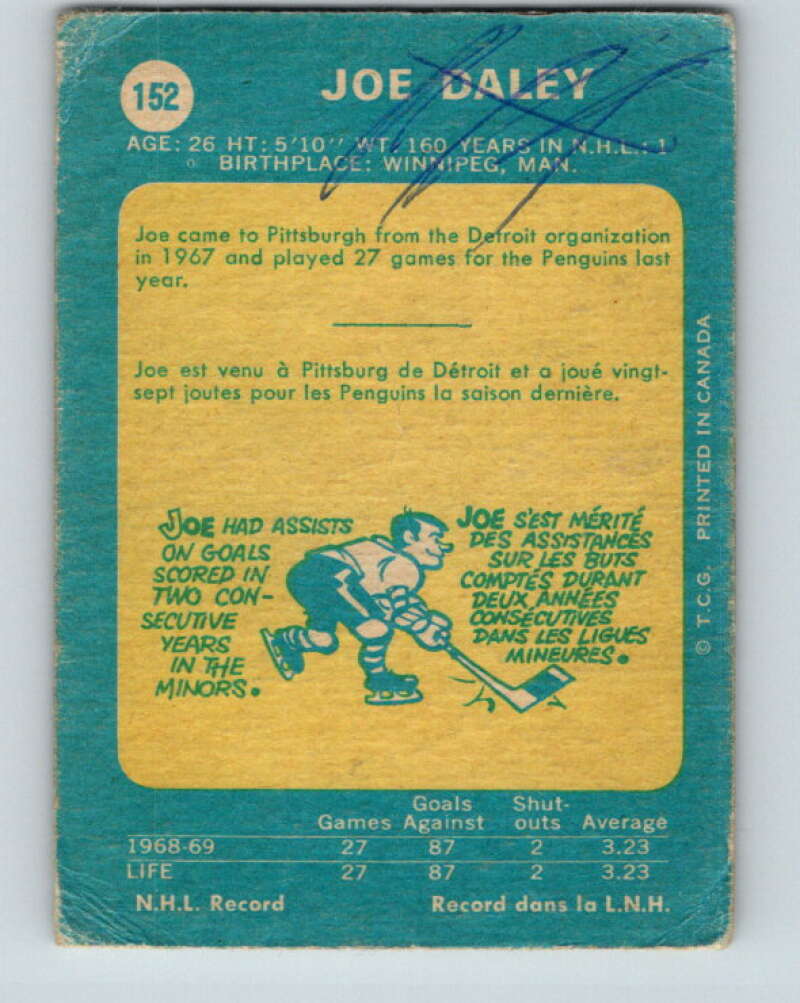 152
JOE DALEY
AGE: 26 HT: 5'10'' WT: 160 YEARS IN N.H.L.: 1
BIRTHPLACE: WINNIPEG, MAN.
Joe came to Pittsburgh from the Detroit organization
in 1967 and played 27 games for the Penguins last
year.
Joe est venu à Pittsburg de Détroit et a joué vingt-
sept joutes pour les Penguins la saison dernière.
JOE HAD ASSISTS
ON GOALS
SCORED IN
TWO CON-
SECUTIVE
YEARS
IN THE
MINORS.
JOE S'EST MÉRITÉ
DES ASSISTANCES
SUR LES BUTS
COMPTÉS DURANT
DEUX ANNÉES
CONSÉCUTIVES
DANS LES LIGUES
MINEURES.
© T.C.G. PRINTED IN CANADA
Goals Shut-
Games Against outs Average
1968-69 27 87 2 3.23
LIFE 27 87 2 3.23
N.H.L. Record Record dans la L.N.H.